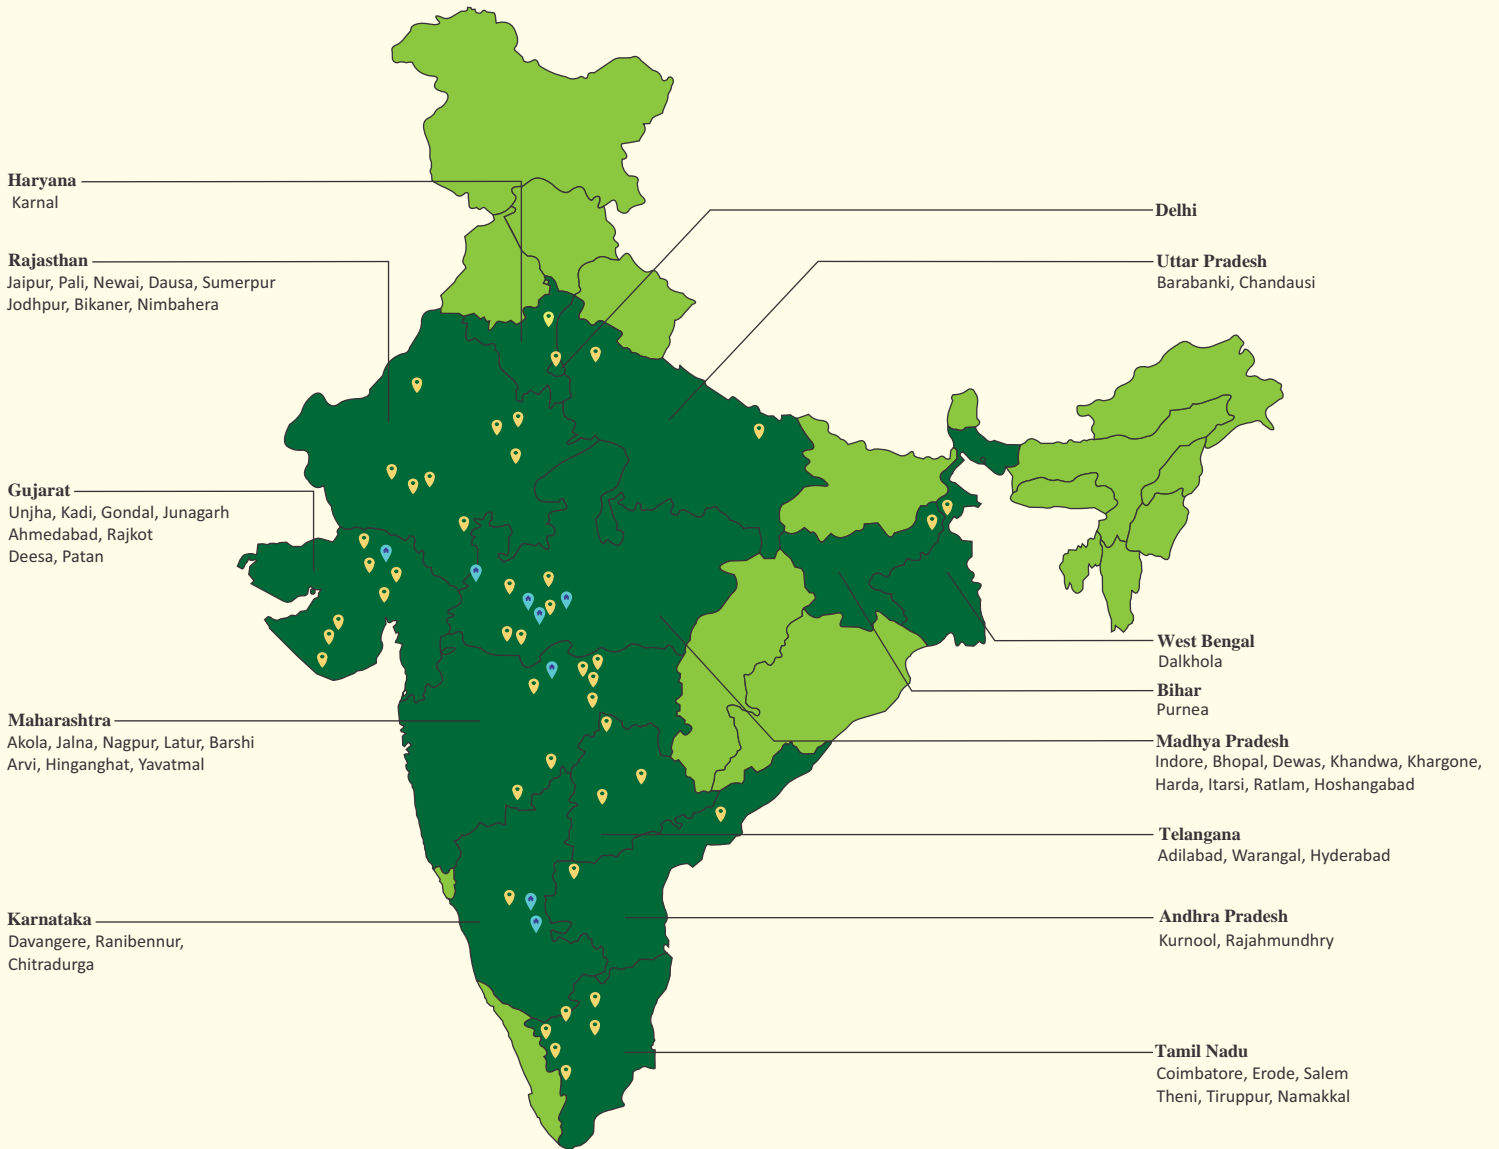 Haryana
Karnal
Rajasthan
Jaipur, Pali, Newai, Dausa, Sumerpur
Jodhpur, Bikaner, Nimbahera
Gujarat
Unjha, Kadi, Gondal, Junagarh
Ahmedabad, Rajkot
Deesa, Patan
Maharashtra
Akola, Jalna, Nagpur, Latur, Barshi
Arvi, Hinganghat, Yavatmal
Karnataka
Davangere, Ranibennur,
Chitradurga
Delhi
Uttar Pradesh
Barabanki, Chandausi
West Bengal
Dalkhola
Bihar
Purnea
Madhya Pradesh
Indore, Bhopal, Dewas, Khandwa, Khargone,
Harda, Itarsi, Ratlam, Hoshangabad
Telangana
Adilabad, Warangal, Hyderabad
Andhra Pradesh
Kurnool, Rajahmundhry
Tamil Nadu
Coimbatore, Erode, Salem
Theni, Tiruppur, Namakkal